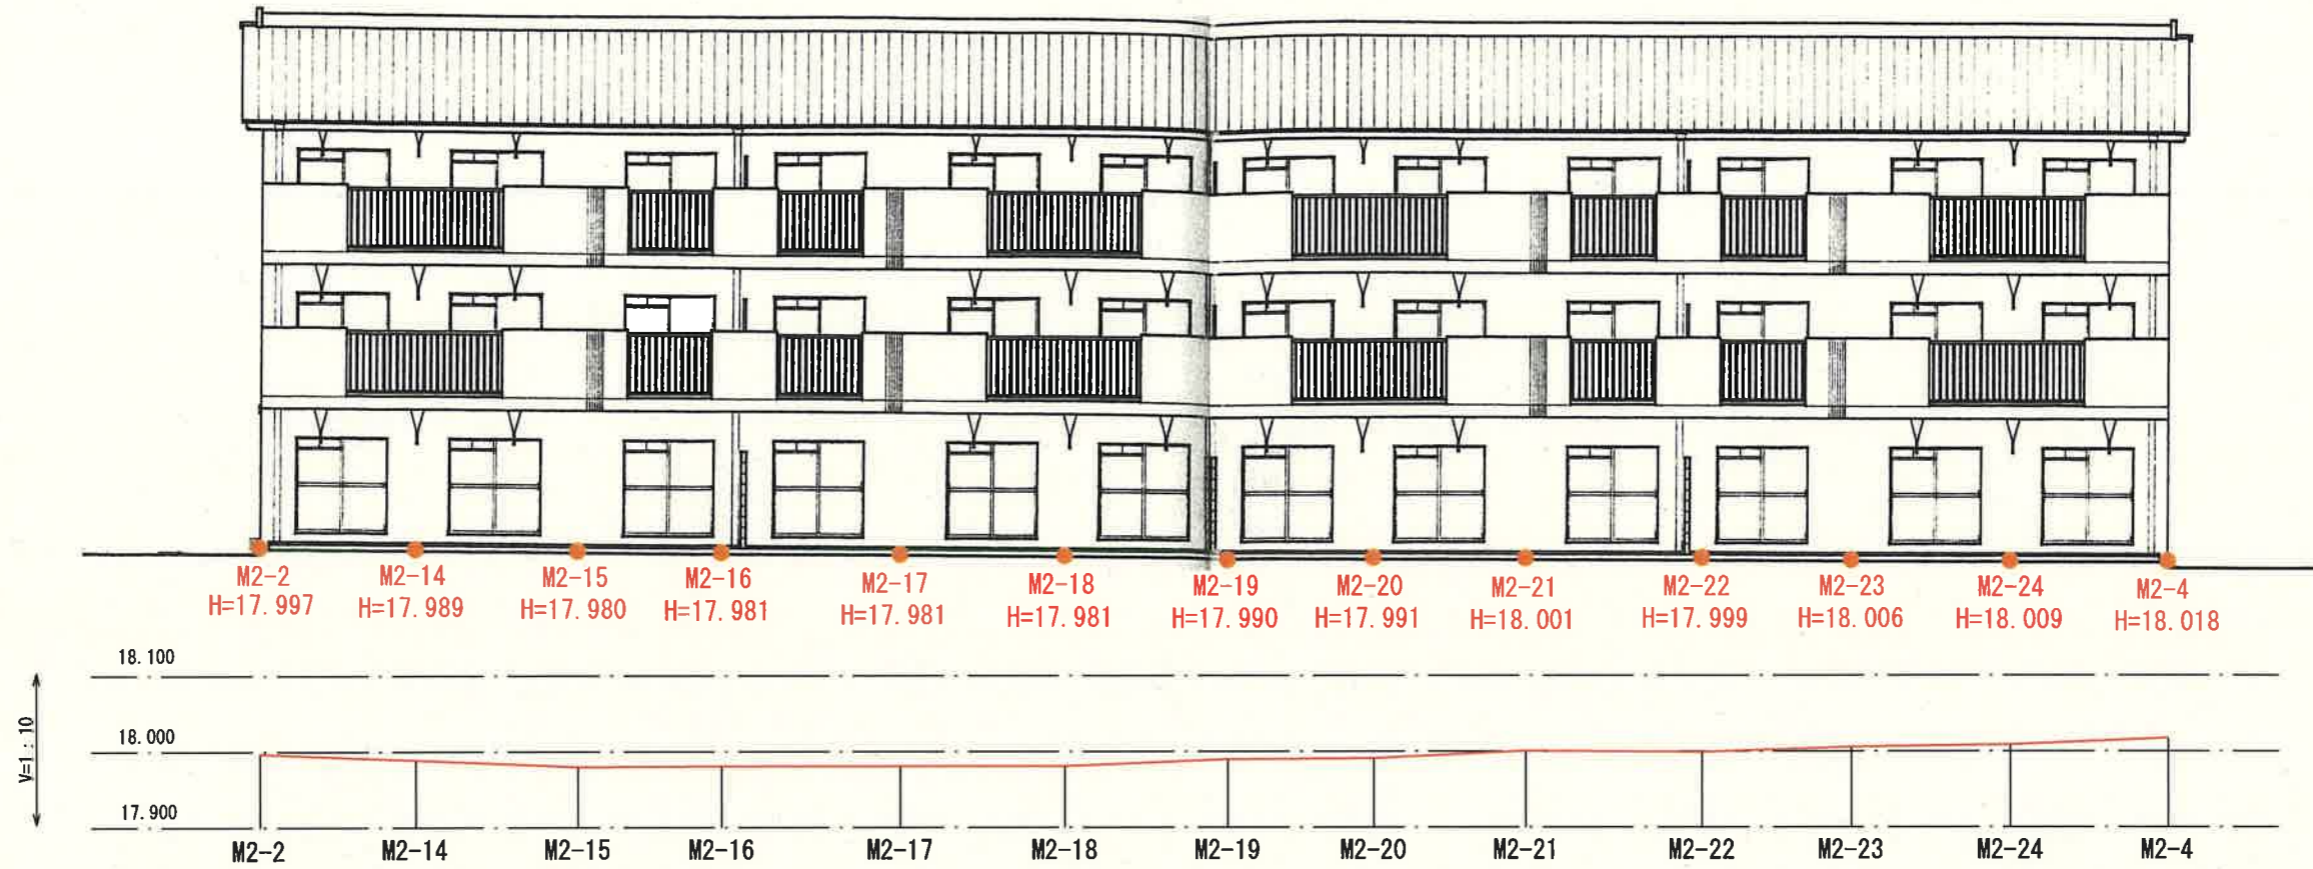 M2-2
H=17.997
M2-14
H=17.989
M2-15
H=17.980
M2-16
H=17.981
M2-17
H=17.981
M2-18
H=17.981
M2-19
H=17.990
M2-20
H=17.991
M2-21
H=18.001
M2-22
H=17.999
M2-23
H=18.006
M2-24
H=18.009
M2-4
H=18.018
18.100
18.000
17.900
V=1:10
M2-2 M2-14 M2-15 M2-16 M2-17 M2-18 M2-19 M2-20 M2-21 M2-22 M2-23 M2-24 M2-4